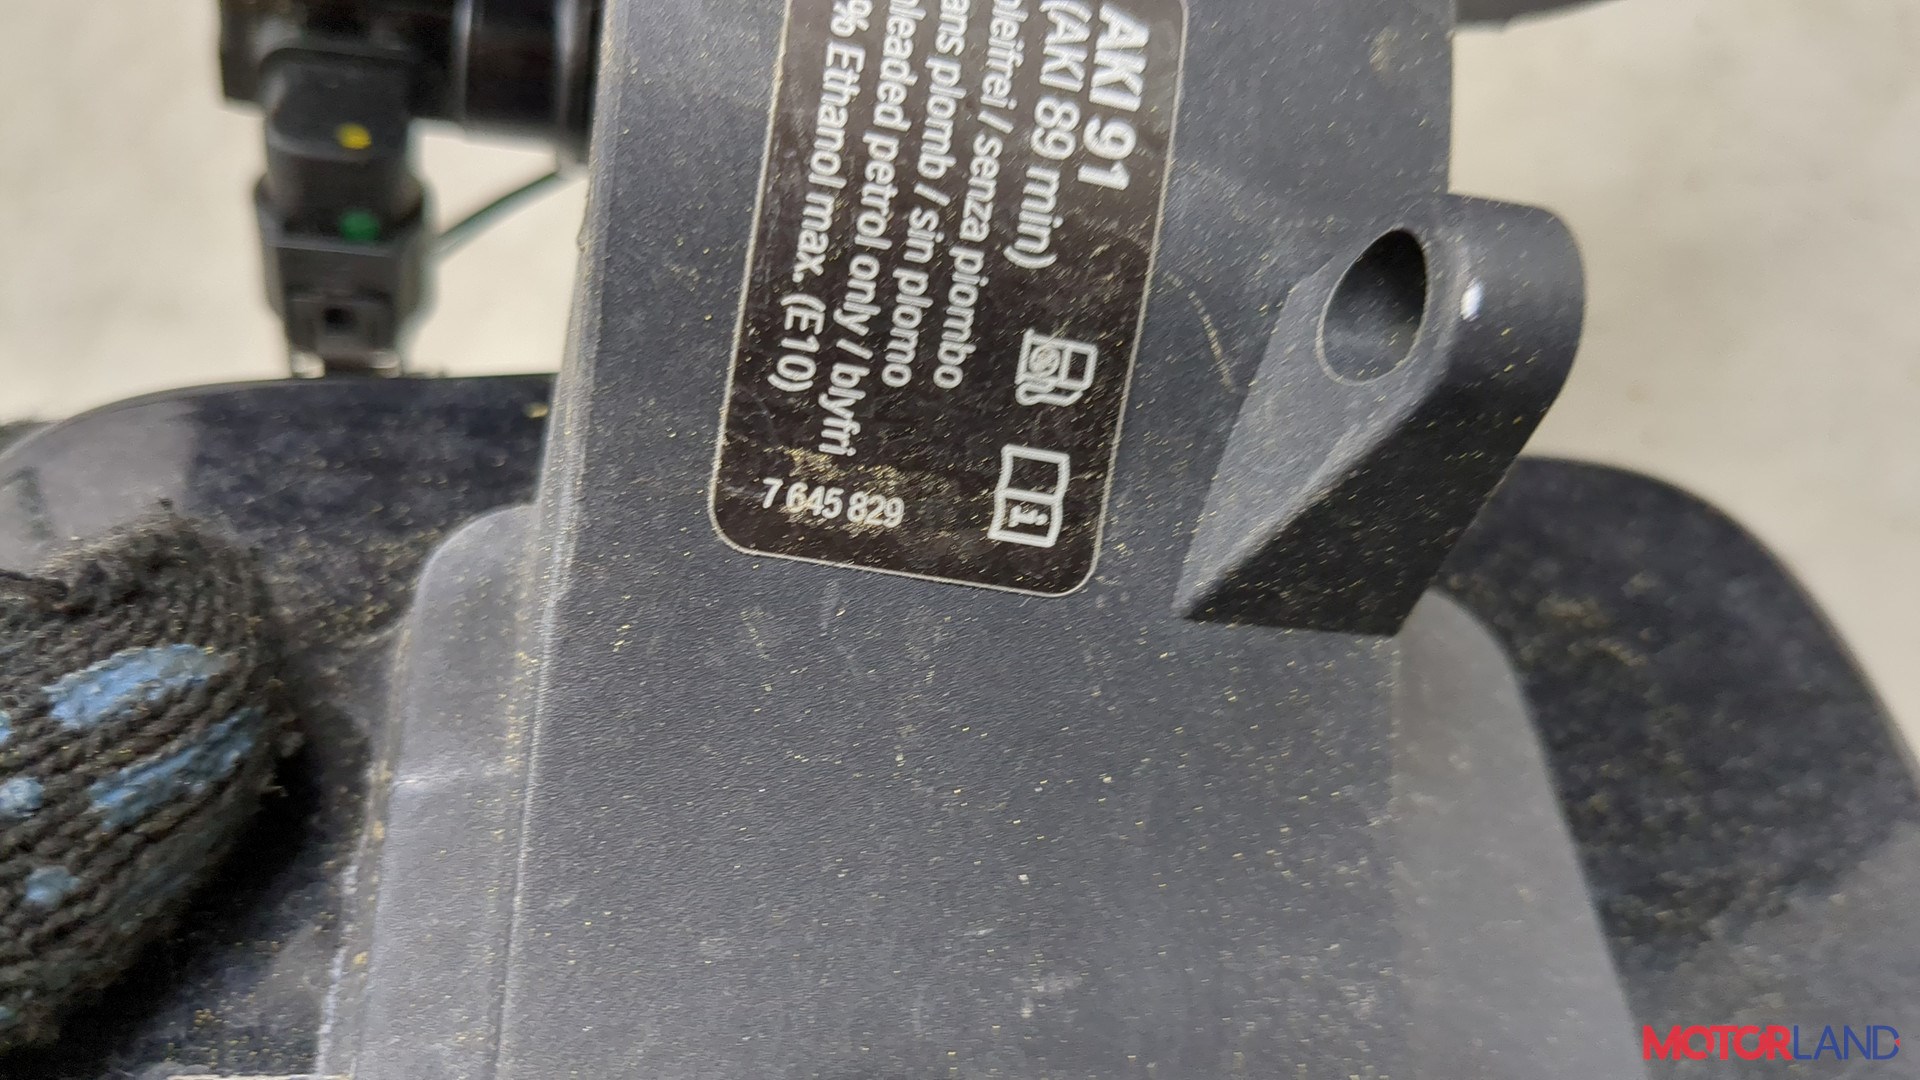 AKI 91
(AKI 89 min)
bleifrei / senza piombo
ans plomb / sin plomo
nleaded petrol only / blyfri
% Ethanol max. (E10)
7 645 829
i
MOTORLAND